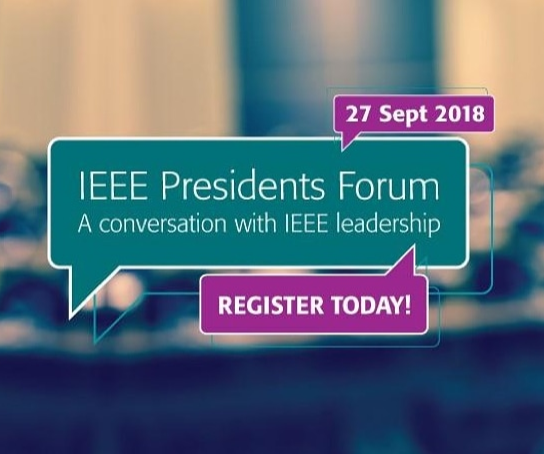 27 Sept 2018
IEEE Presidents Forum
A conversation with IEEE leadership
REGISTER TODAY!